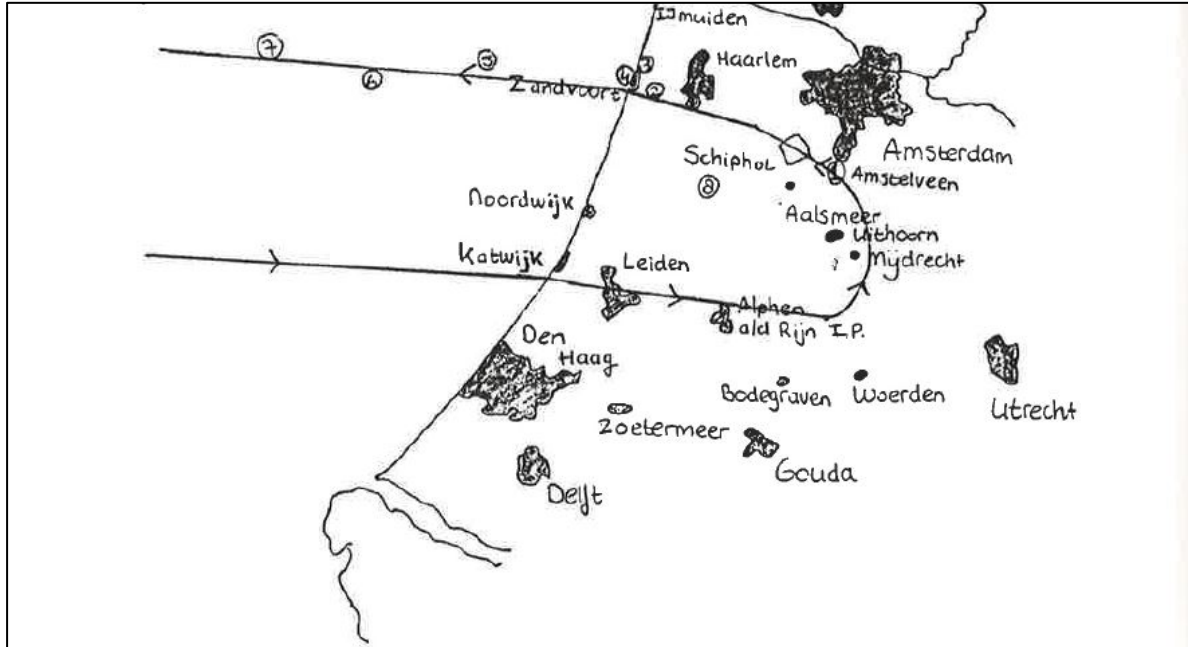 IJmuiden
7
5
3
4
Haarlem
6
2
Zandvoort
Schiphol
Amsterdam
8
Amstelveen
Noordwijk
Aalsmeer
Uithoorn
Katwijk
Leiden
Mijdrecht
Alphen
a/d Rijn I.P.
Den
Haag
Bodegraven
Woerden
Utrecht
Zoetermeer
Gouda
Delft